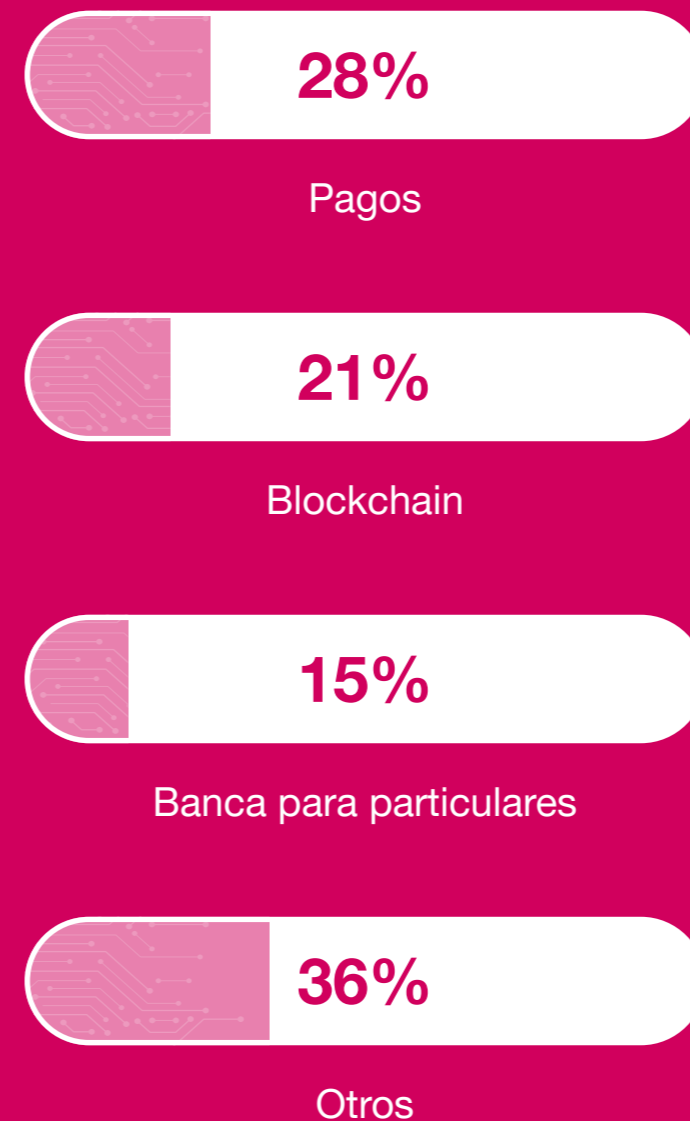 28%
Pagos
21%
Blockchain
15%
Banca para particulares
36%
Otros